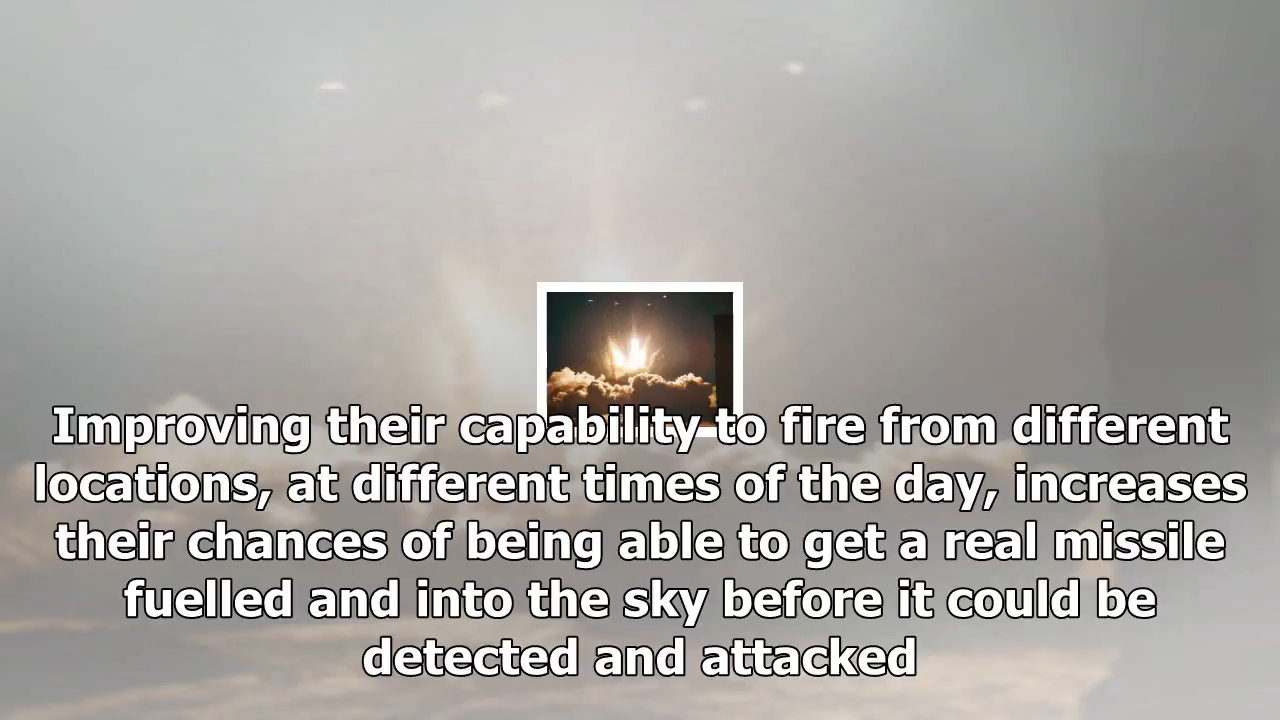 Improving their capability to fire from different
locations, at different times of the day, increases
their chances of being able to get a real missile
fuelled and into the sky before it could be
detected and attacked